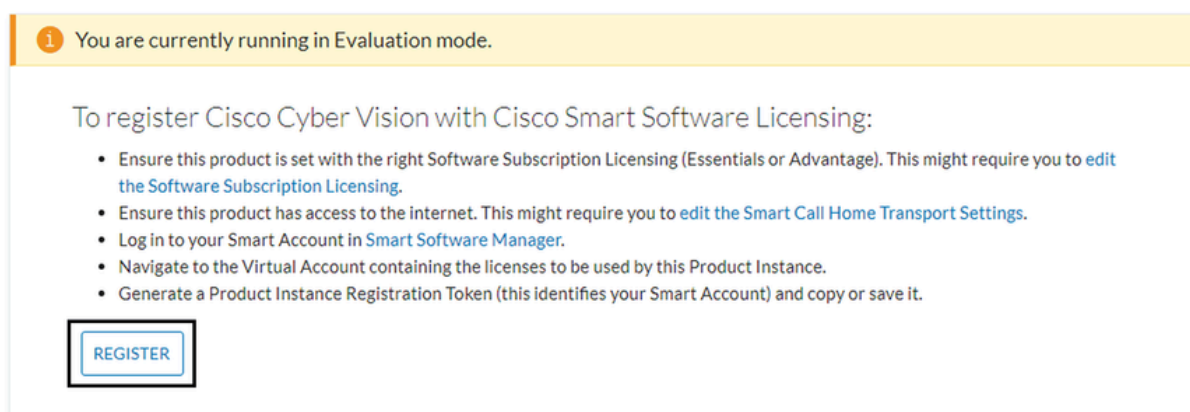 You are currently running in Evaluation mode.
To register Cisco Cyber Vision with Cisco Smart Software Licensing:
• Ensure this product is set with the right Software Subscription Licensing (Essentials or Advantage). This might require you to edit
the Software Subscription Licensing.
• Ensure this product has access to the internet. This might require you to edit the Smart Call Home Transport Settings.
• Log in to your Smart Account in Smart Software Manager.
• Navigate to the Virtual Account containing the licenses to be used by this Product Instance.
• Generate a Product Instance Registration Token (this identifies your Smart Account) and copy or save it.
REGISTER